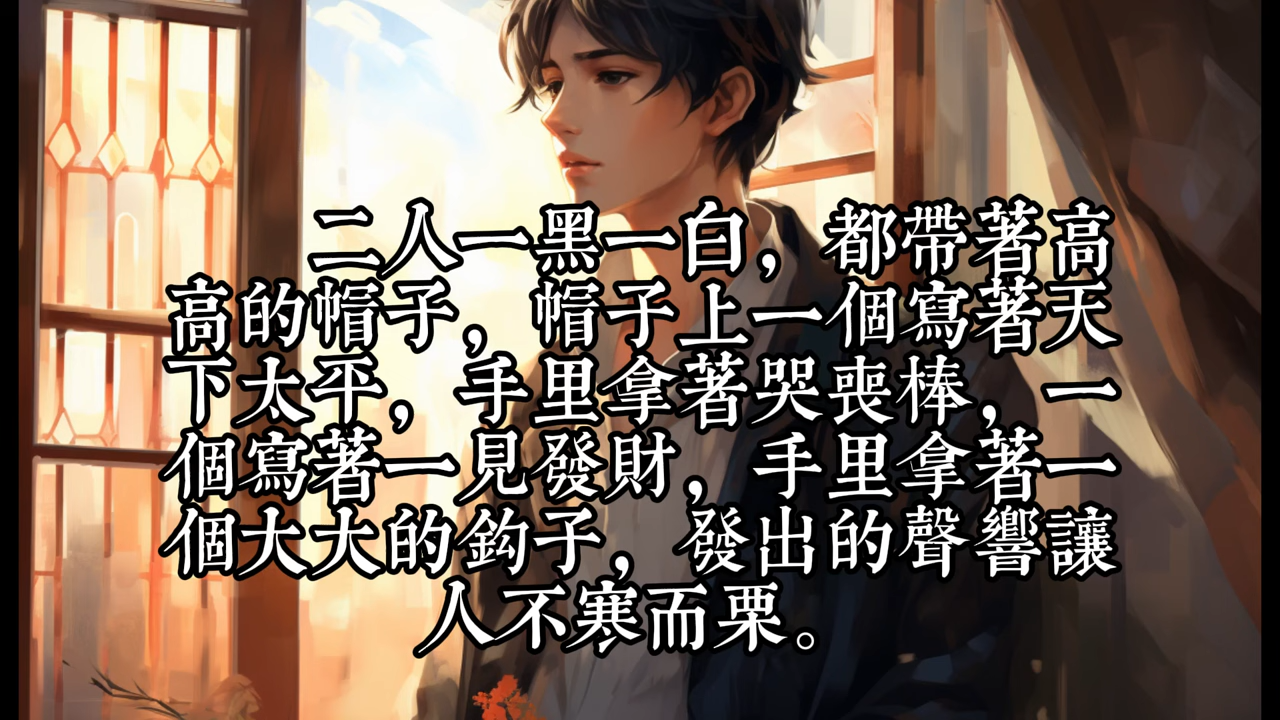 二人一黑一白，都帶著高
高的帽子，帽子上一個寫著天
下太平，手里拿著哭喪棒，一
個寫著一見發財，手里拿著一
個大大的鈎子，發出的聲響讓
人不寒而栗。